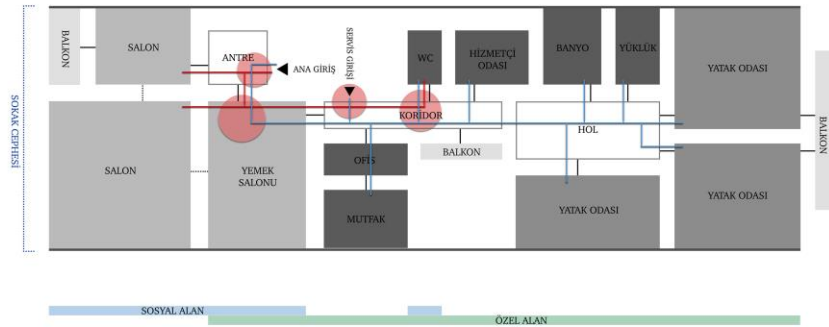 SOKAK CEPHESİ
BALKON
SALON
ANTRE
ANA GİRİŞ
SERVİS GİRİŞİ
WC
HİZMETÇİ
ODASI
BANYO
YÜKLÜK
YATAK ODASI
KORİDOR
HOL
BALKON
BALKON
SALON
YEMEK
SALONU
OFİS
MUTFAK
YATAK ODASI
YATAK ODASI
SOSYAL ALAN
ÖZEL ALAN